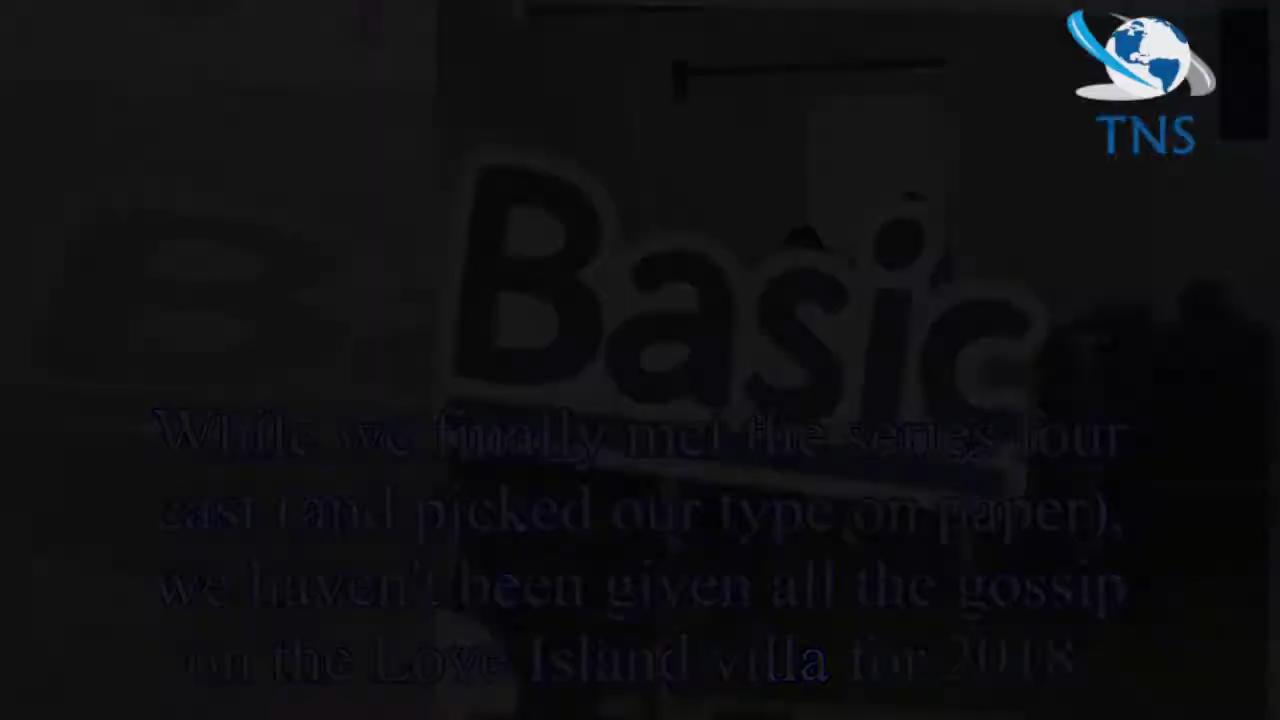 TNS
Basic
While we finally met the series four
cast (and picked our type on paper),
we haven't been given all the gossip
on the Love Island villa for 2018